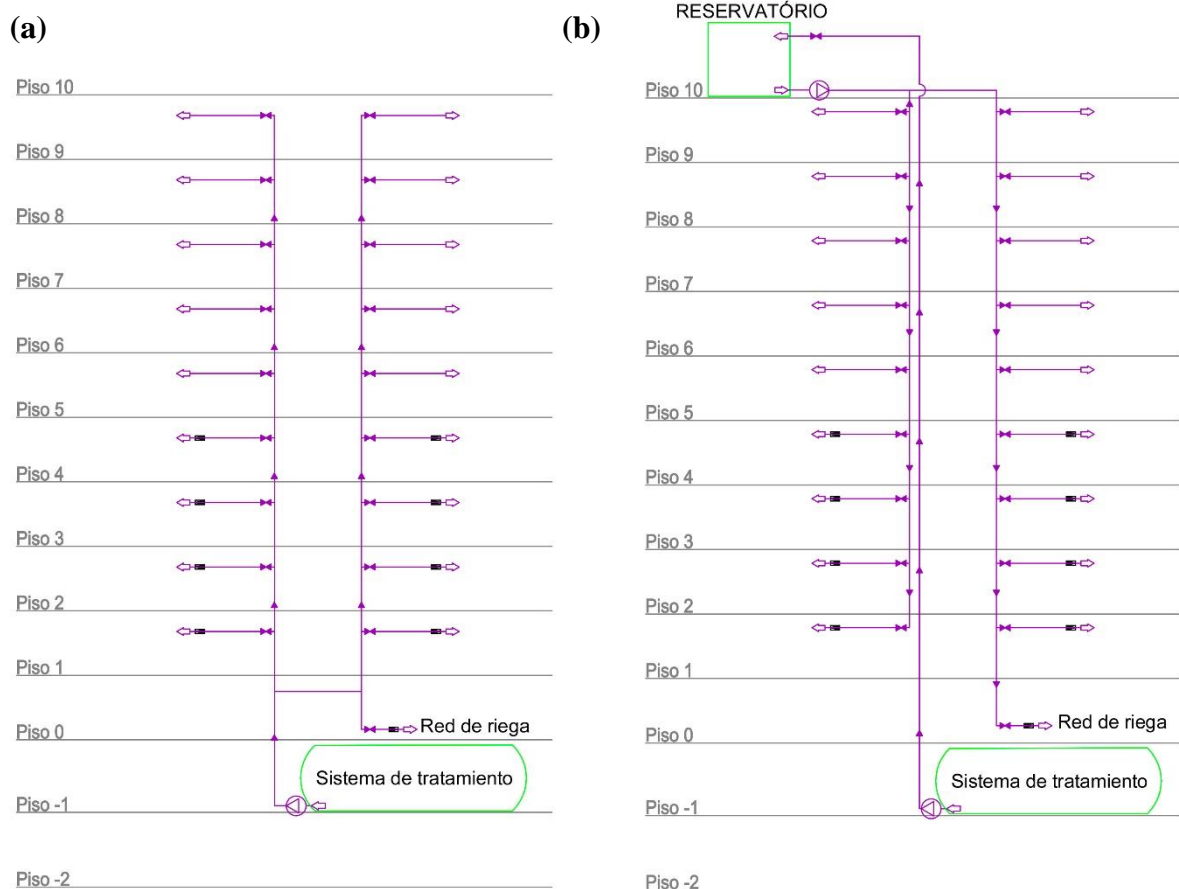 (a)
Piso 10
Piso 9
Piso 8
Piso 7
Piso 6
Piso 5
Piso 4
Piso 3
Piso 2
Piso 1
Piso 0
Red de riega
Sistema de tratamiento
Piso -1
Piso -2
(b)
RESERVATÓRIO
Piso 10
Piso 9
Piso 8
Piso 7
Piso 6
Piso 5
Piso 4
Piso 3
Piso 2
Piso 1
Piso 0
Red de riega
Sistema de tratamiento
Piso -1
Piso -2